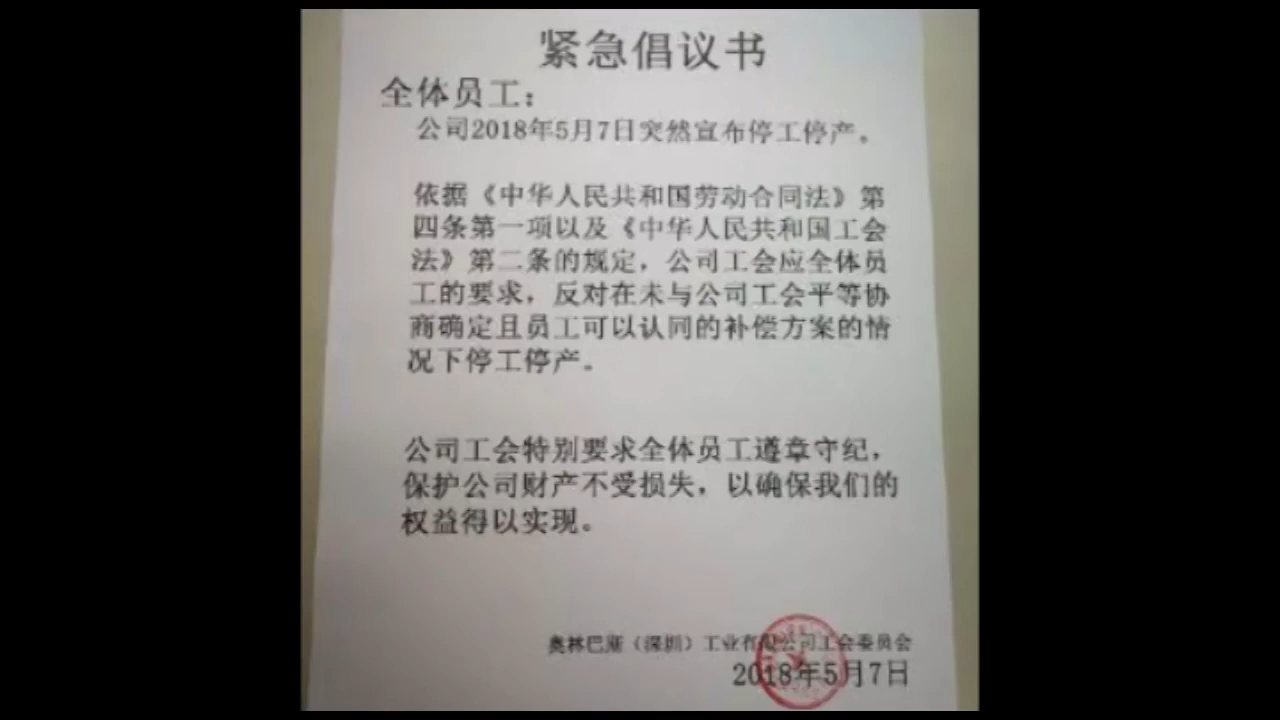 紧急倡议书
全体员工：
公司2018年5月7日突然宣布停工停产。
依据《中华人民共和国劳动合同法》第
四条第一项以及《中华人民共和国工会
法》第二条的规定，公司工会应全体员
工的要求，反对在未与公司工会平等协
商确定且员工可以认同的补偿方案的情
况下停工停产。
公司工会特别要求全体员工遵章守纪，
保护公司财产不受损失，以确保我们的
权益得以实现。
奥林巴斯（深圳）工业有限公司工会委员会
2018年5月7日